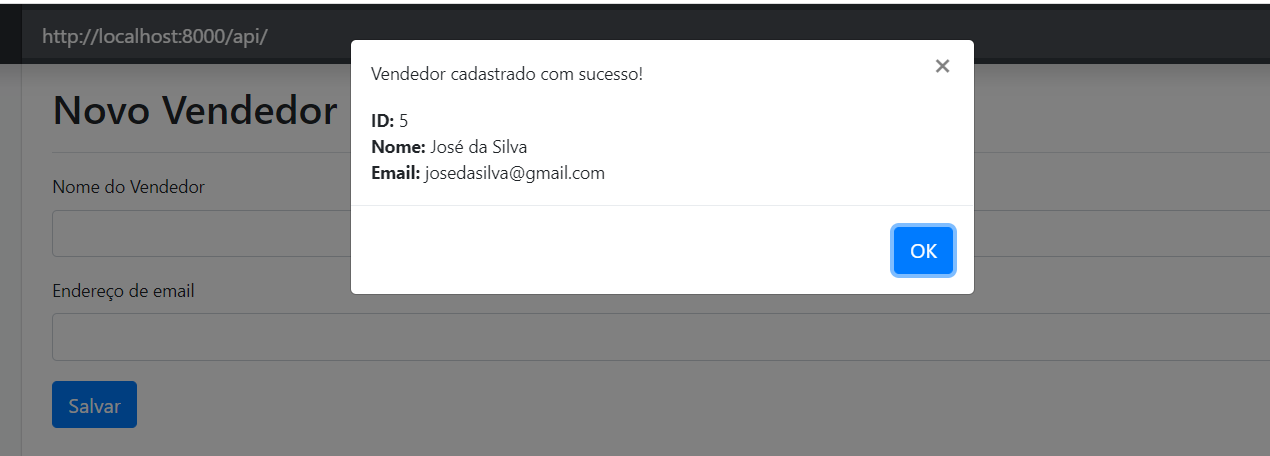 http://localhost:8000/api/
Vendedor cadastrado com sucesso!
×
ID: 5
Nome: José da Silva
Email: josedasilva@gmail.com
OK
Novo Vendedor
Nome do Vendedor
Endereço de email
Salvar